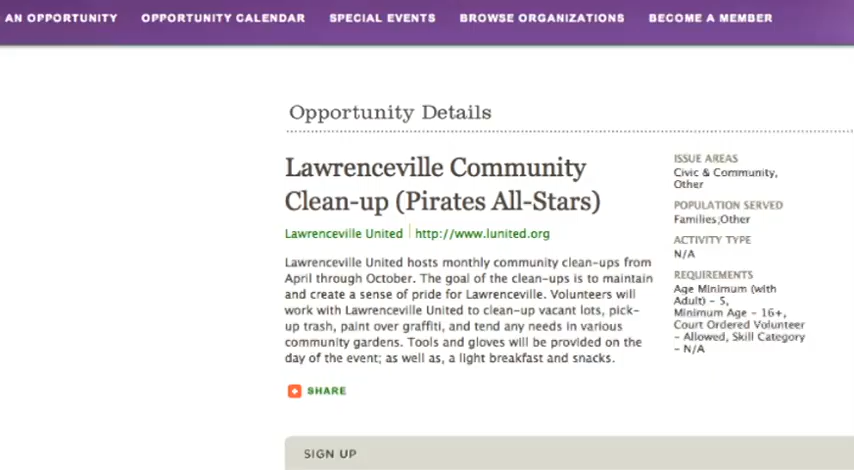 AN OPPORTUNITY OPPORTUNITY CALENDAR SPECIAL EVENTS BROWSE ORGANIZATIONS BECOME A MEMBER
Opportunity Details
Lawrenceville Community
Clean-up (Pirates All-Stars)
Lawrenceville United http://www.lunited.org
Lawrenceville United hosts monthly community clean-ups from
April through October. The goal of the clean-ups is to maintain
and create a sense of pride for Lawrenceville. Volunteers will
work with Lawrenceville United to clean-up vacant lots, pick-
up trash, paint over graffiti, and tend any needs in various
community gardens. Tools and gloves will be provided on the
day of the event; as well as, a light breakfast and snacks.
SHARE
ISSUE AREAS
Civic & Community,
Other
POPULATION SERVED
Families;Other
ACTIVITY TYPE
N/A
REQUIREMENTS
Age Minimum (with
Adult) - 5,
Minimum Age - 16+,
Court Ordered Volunteer
- Allowed, Skill Category
- N/A
SIGN UP